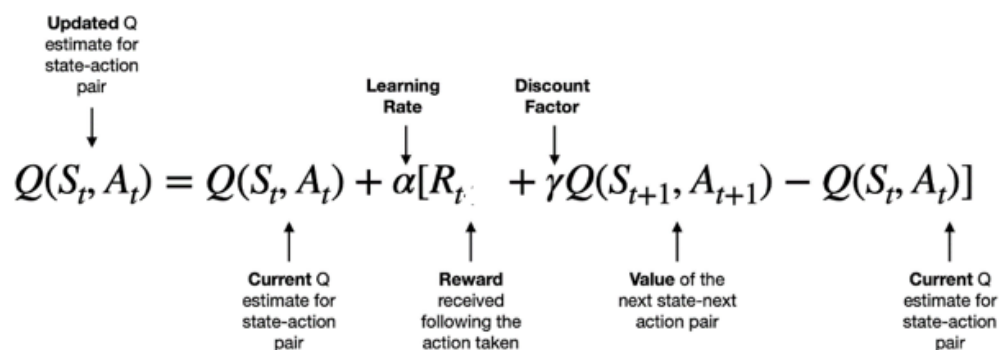 Updated Q
estimate for
state-action
pair
Learning
Rate
Discount
Factor
Q(S_t, A_t) = Q(S_t, A_t) + α[R_t + γQ(S_{t+1}, A_{t+1}) − Q(S_t, A_t)]
Current Q
estimate for
state-action
pair
Reward
received
following the
action taken
Value of the
next state-next
action pair
Current Q
estimate for
state-action
pair